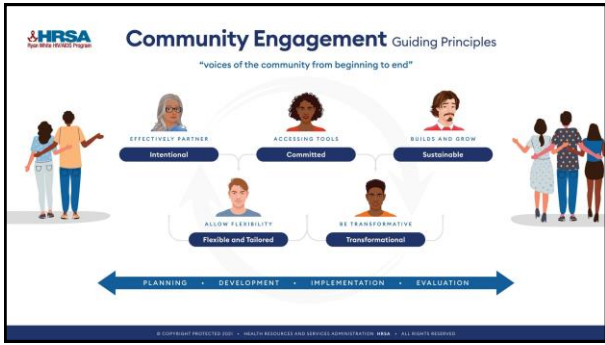 HRSA
Ryan White HIV/AIDS Program
Community Engagement Guiding Principles
"voices of the community from beginning to end"
EFFECTIVELY PARTNER ACCESSING TOOLS BUILDS AND GROW
Intentional Committed Sustainable
ALLOW FLEXIBILITY BE TRANSFORMATIVE
Flexible and Tailored Transformational
PLANNING • DEVELOPMENT • IMPLEMENTATION • EVALUATION
© COPYRIGHT PROTECTED 2021 • HEALTH RESOURCES AND SERVICES ADMINISTRATION HRSA • ALL RIGHTS RESERVED